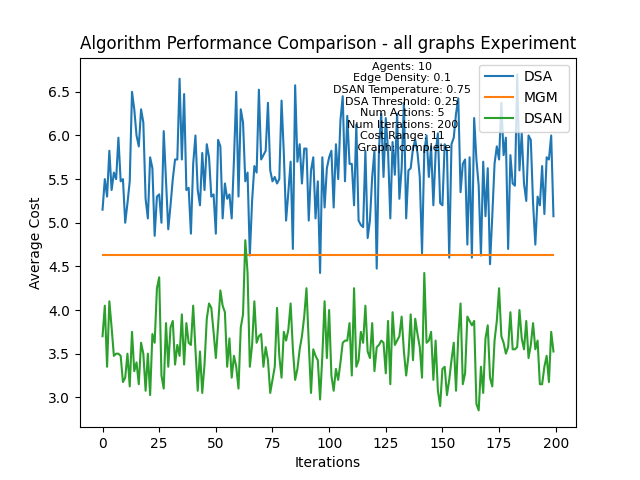 Algorithm Performance Comparison - all graphs Experiment
Agents: 10
Edge Density: 0.1
DSAN Temperature: 0.75
DSA Threshold: 0.25
Num Actions: 5
Num Iterations: 200
Cost Range: 11
Graph: complete
DSA
MGM
DSAN
Average Cost
6.5
6.0
5.5
5.0
4.5
4.0
3.5
3.0
0 25 50 75 100 125 150 175 200
Iterations